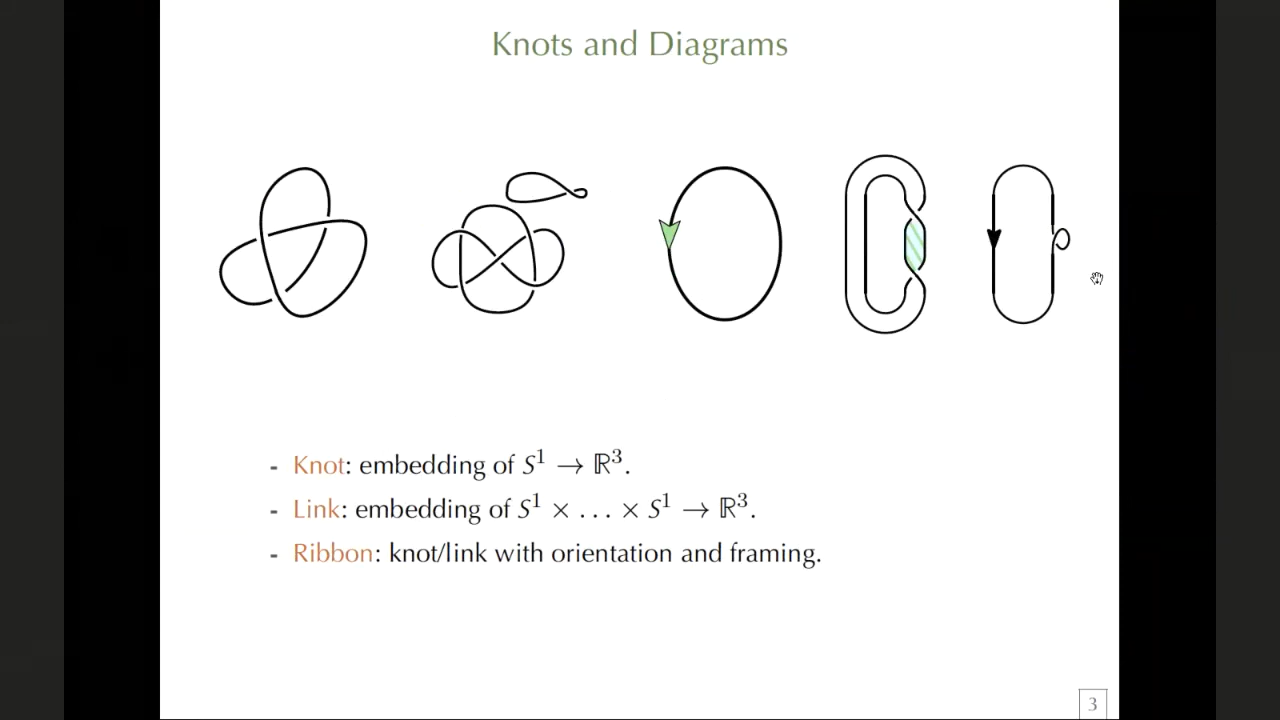 Knots and Diagrams
- Knot: embedding of S¹ → ℝ³.
- Link: embedding of S¹ × … × S¹ → ℝ³.
- Ribbon: knot/link with orientation and framing.
3